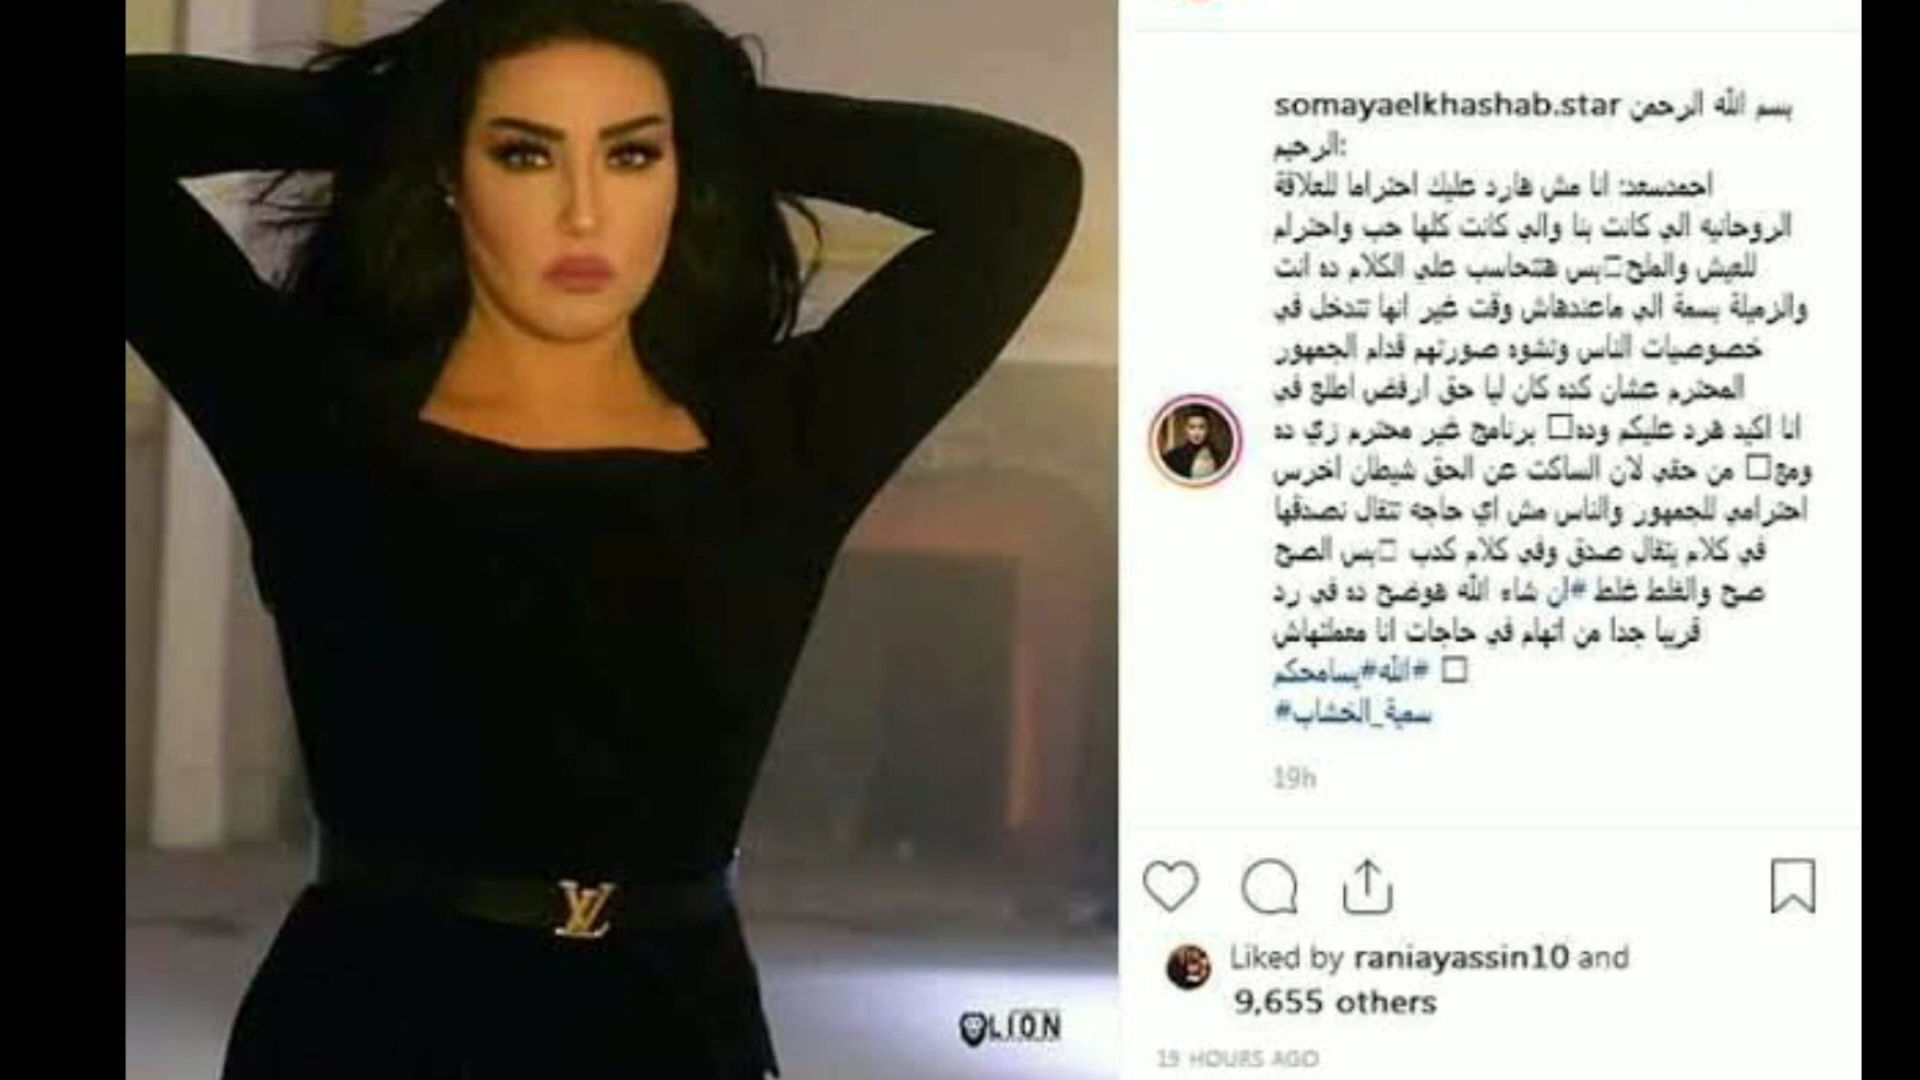 somayaelkhashab.star بسم الله الرحمن
الرحيم:
احمدسعد: انا مش هارد عليك احتراما للعلاقة
الروحانيه الي كانت بنا والي كانت كلها حب واحترام
للعيش والملح□بس هتتحاسب علي الكلام ده انت
والزميلة بسمة الي ماعندهاش وقت غير انها تتدخل في
خصوصيات الناس وتشوه صورتهم قدام الجمهور
المحترم عشان كده كان ليا حق ارفض اطلع في
انا اكيد هرد عليكم وده□ برنامج غير محترم زي ده
ومع□ من حقي لان الساكت عن الحق شيطان اخرس
احترامي للجمهور والناس مش اي حاجه تتقال نصدقها
في كلام يتقال صدق وفي كلام كدب □بس الصح
صح والغلط غلط #ان شاء الله هوضح ده في رد
قريبا جدا من اتهام في حاجات انا معملتهاش
□ #الله#يسامحكم
#سمية_الخشاب
19h
Liked by raniayassin10 and
9,655 others
19 HOURS AGO
LV
LION